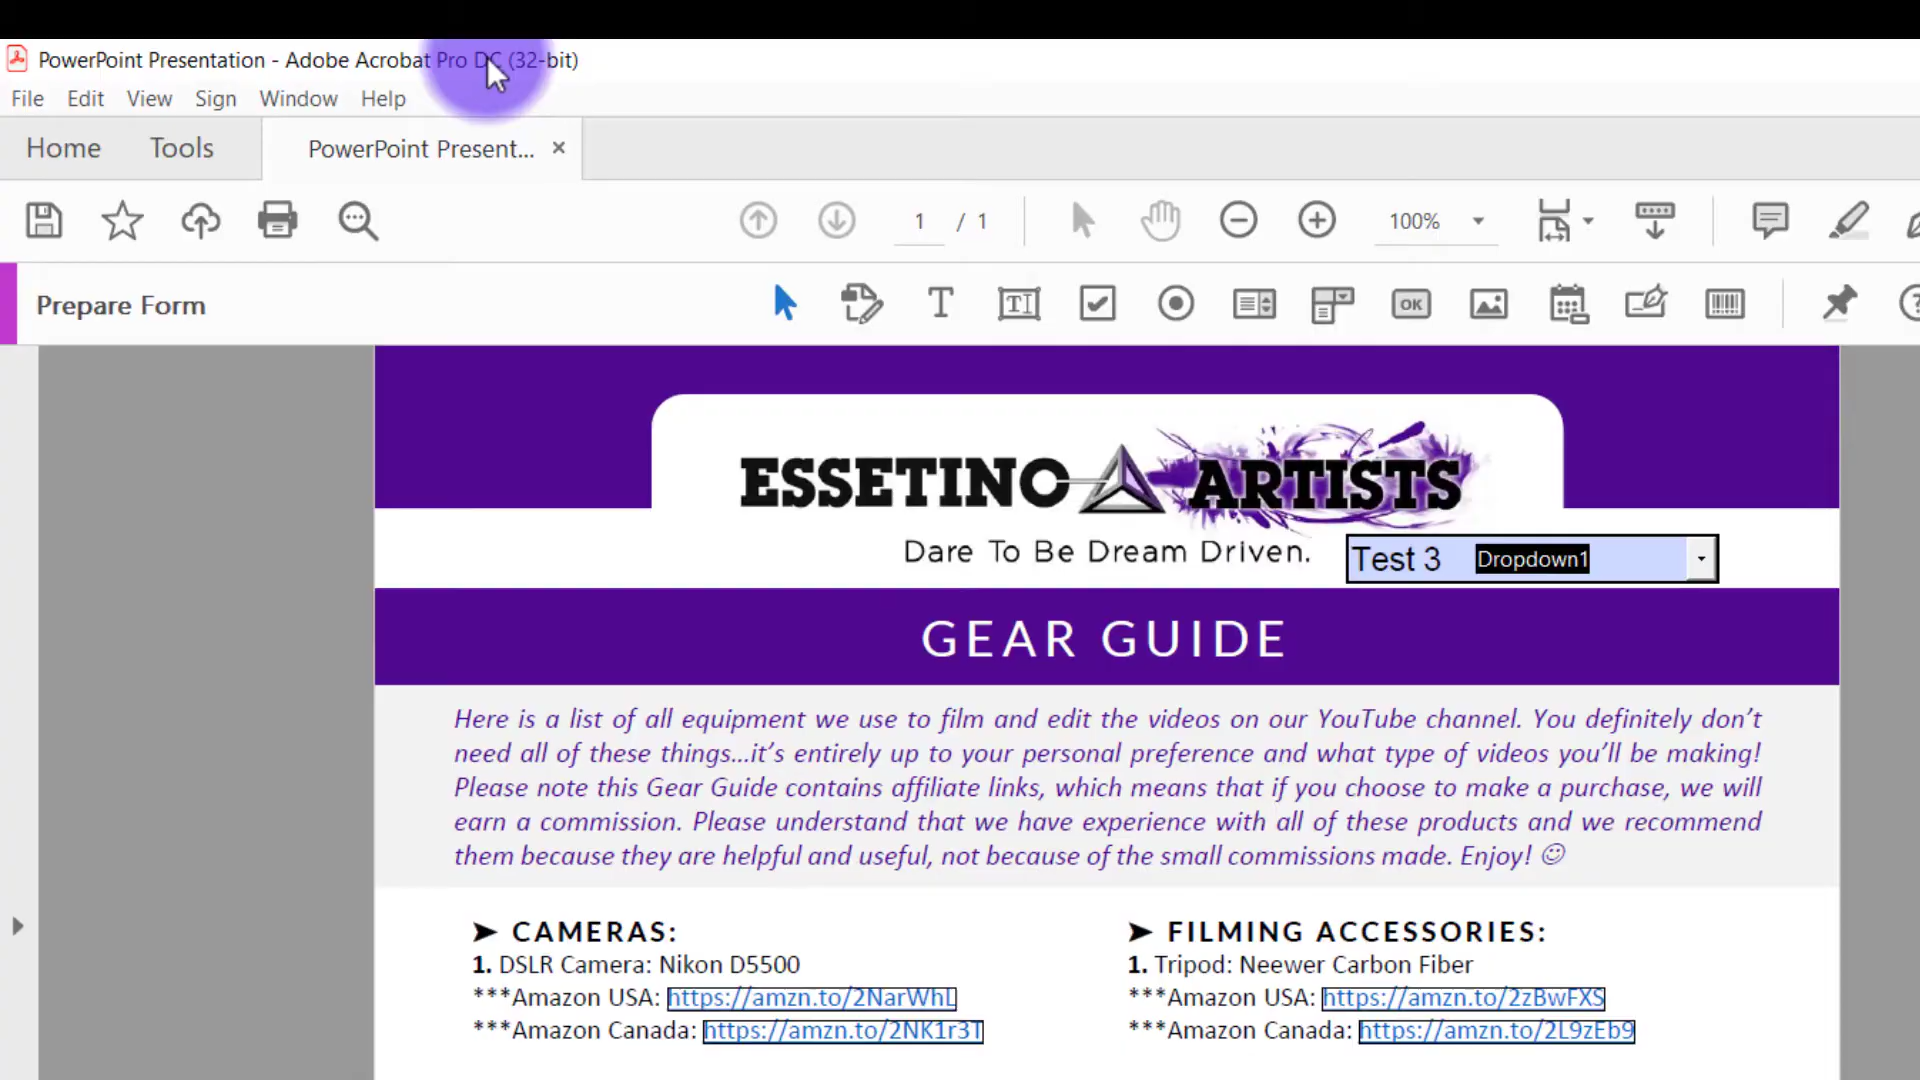 PowerPoint Presentation - Adobe Acrobat Pro DC (32-bit)
File Edit View Sign Window Help
Home Tools PowerPoint Present...
1 / 1 100%
Prepare Form
OK
ESSETINO ARTISTS
Dare To Be Dream Driven.
Test 3 Dropdown1
GEAR GUIDE
Here is a list of all equipment we use to film and edit the videos on our YouTube channel. You definitely don't
need all of these things...it's entirely up to your personal preference and what type of videos you'll be making!
Please note this Gear Guide contains affiliate links, which means that if you choose to make a purchase, we will
earn a commission. Please understand that we have experience with all of these products and we recommend
them because they are helpful and useful, not because of the small commissions made. Enjoy! ☺
➤ CAMERAS:
1. DSLR Camera: Nikon D5500
***Amazon USA: https://amzn.to/2NarWhL
***Amazon Canada: https://amzn.to/2NK1r3T
➤ FILMING ACCESSORIES:
1. Tripod: Neewer Carbon Fiber
***Amazon USA: https://amzn.to/2zBwFXS
***Amazon Canada: https://amzn.to/2L9zEb9